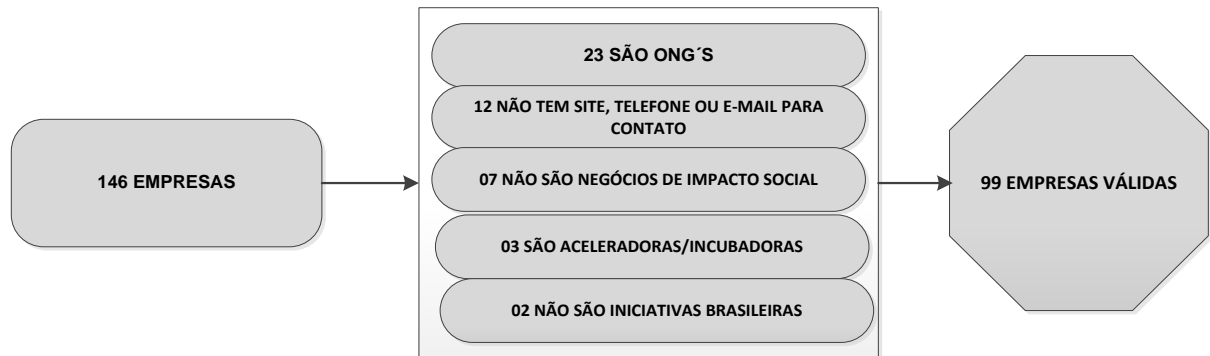 146 EMPRESAS
23 SÃO ONG´S
12 NÃO TEM SITE, TELEFONE OU E-MAIL PARA
CONTATO
07 NÃO SÃO NEGÓCIOS DE IMPACTO SOCIAL
03 SÃO ACELERADORAS/INCUBADORAS
02 NÃO SÃO INICIATIVAS BRASILEIRAS
99 EMPRESAS VÁLIDAS